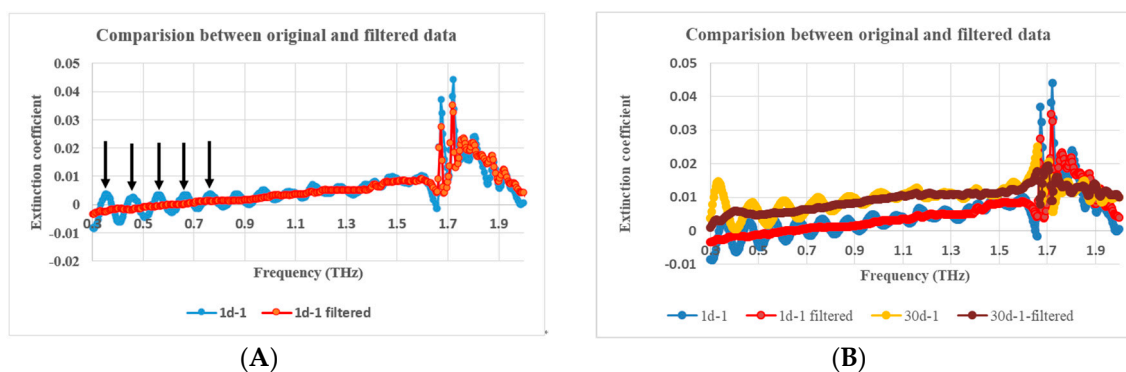 Comparision between original and filtered data
Extinction coefficient
0.05
0.04
0.03
0.02
0.01
0
-0.01
-0.02
0.3 0.5 0.7 0.9 1.1 1.3 1.5 1.7 1.9
Frequency (THz)
1d-1 1d-1 filtered
(A)
Comparision between original and filtered data
Extinction coefficient
0.05
0.04
0.03
0.02
0.01
0
-0.01
0.3 0.5 0.7 0.9 1.1 1.3 1.5 1.7 1.9
Frequency (THz)
1d-1 1d-1 filtered 30d-1 30d-1-filtered
(B)